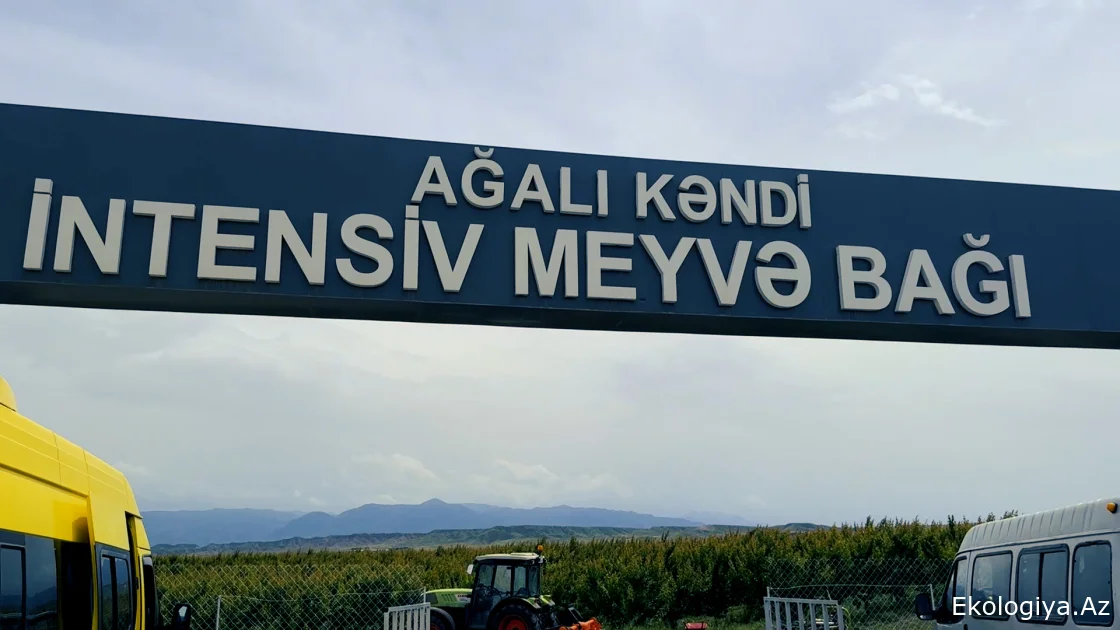 AĞALI KƏNDİ
İNTENSİV MEYVƏ BAĞI
Ekologiya.Az